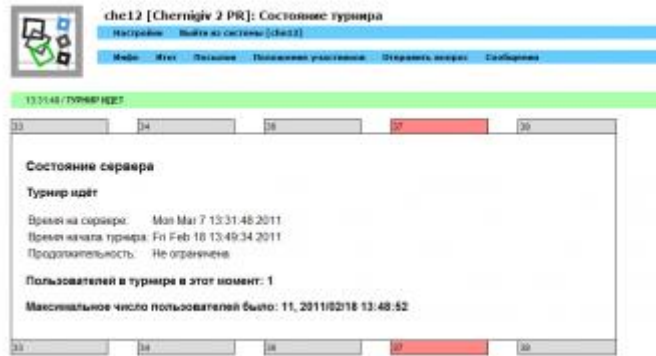 che12 [Chernigiv 2 PR]: Состояние турнира
Настройки Выйти из системы [che12]
Инфо Итог Посылки Положение участников Отправить вопрос Сообщения
13:31:48 / ТУРНИР ИДЕТ
33 34 36 37 39
Состояние сервера
Турнир идёт
Время на сервере: Mon Mar 7 13:31:48 2011
Время начала турнира: Fri Feb 18 13:49:34 2011
Продолжительность: Не ограничена
Пользователей в турнире в этот момент: 1
Максимальное число пользователей было: 11, 2011/02/18 13:48:52
33 34 36 37 39